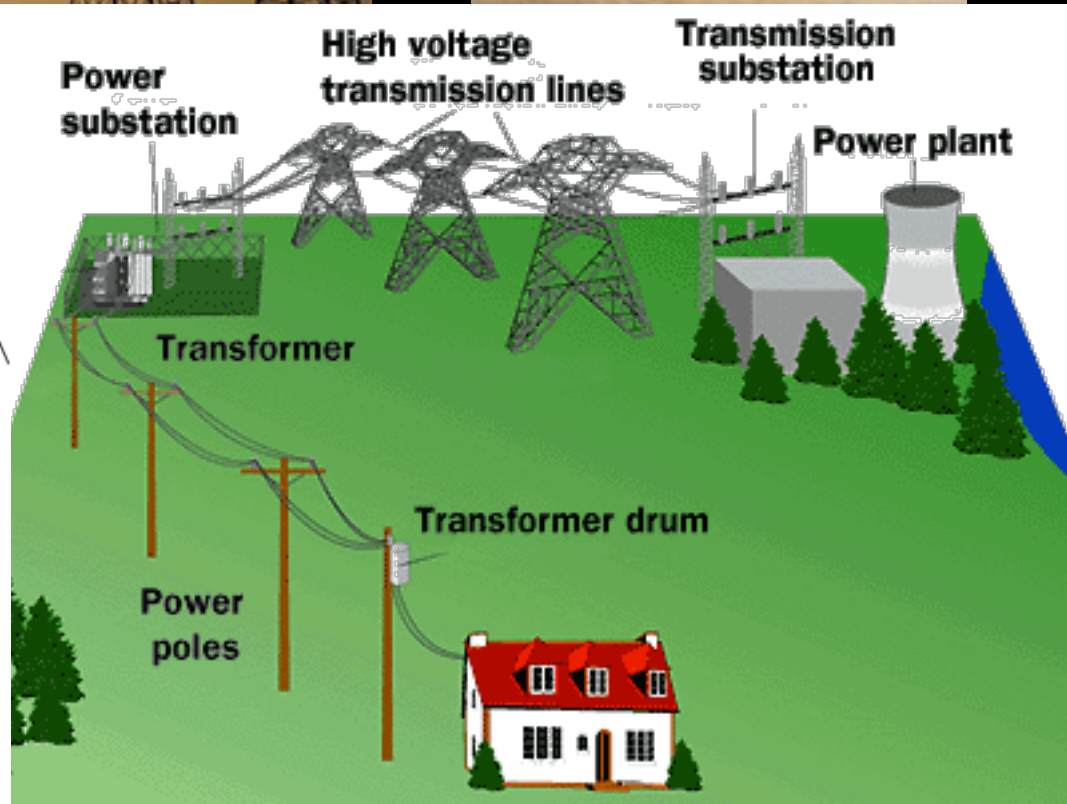 High voltage
transmission lines
Transmission
substation
Power
substation
Power plant
Transformer
Transformer drum
Power
poles